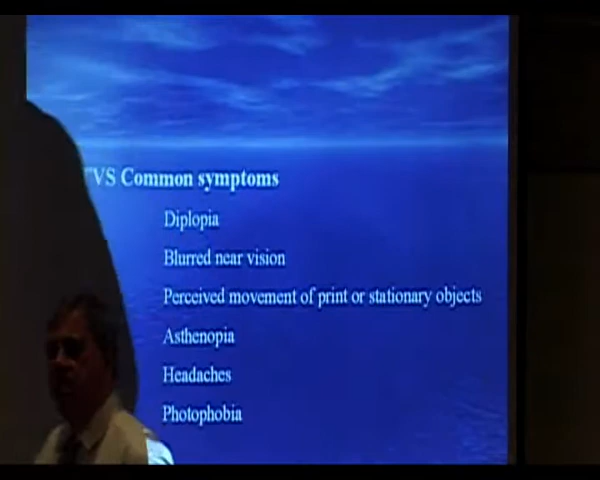 VS Common symptoms
Diplopia
Blurred near vision
Perceived movement of print or stationary objects
Asthenopia
Headaches
Photophobia